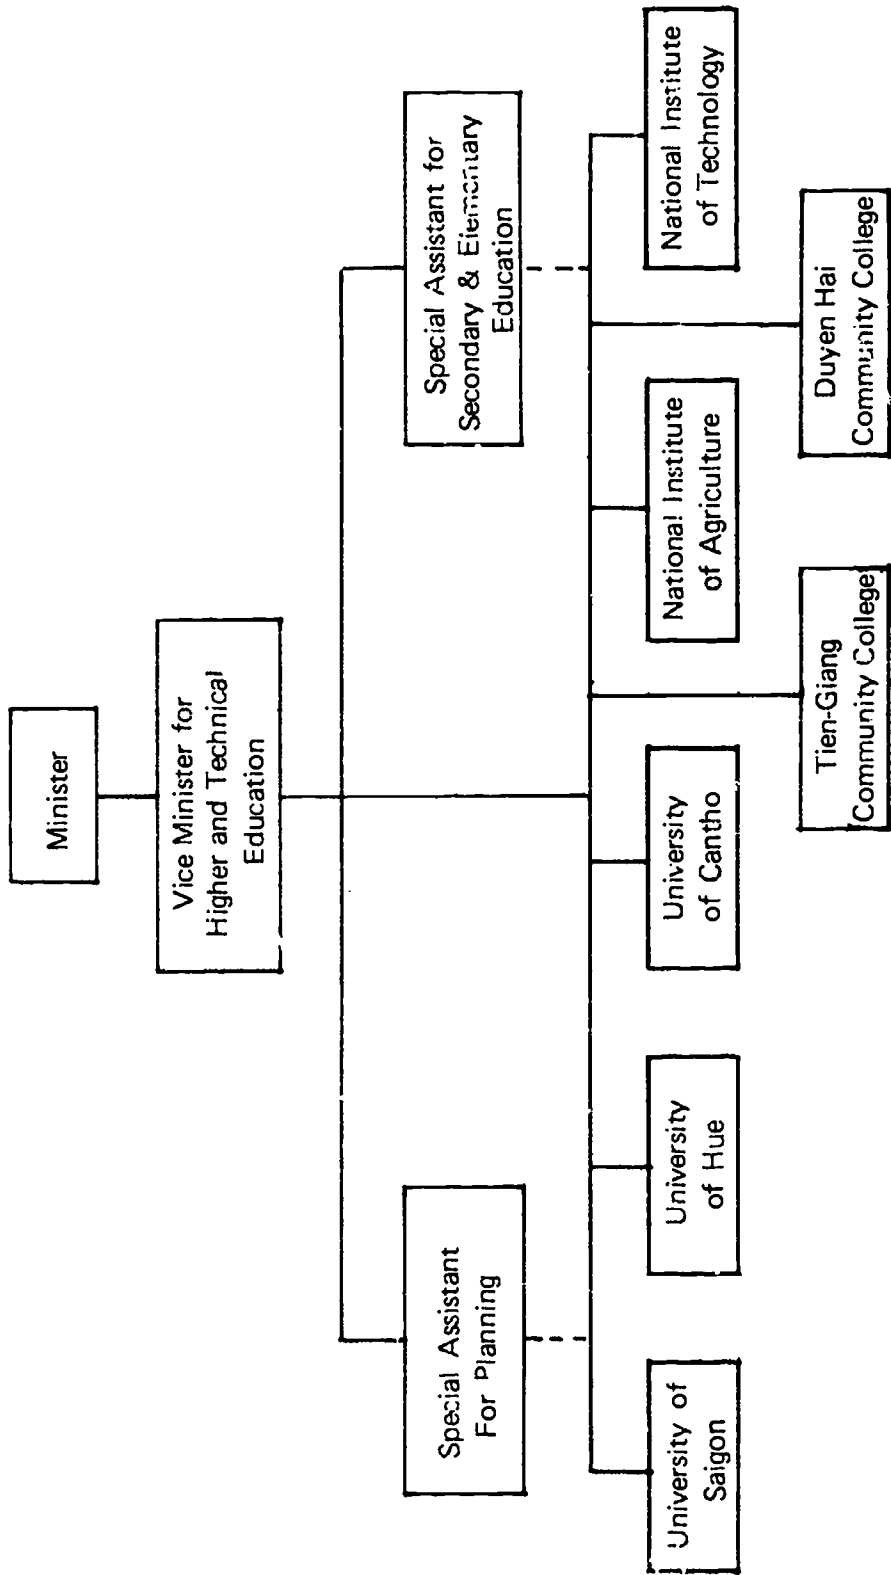 Minister
Vice Minister for
Higher and Technical
Education
Special Assistant
For Planning
Special Assistant for
Secondary & Elementary
Education
University of
Saigon
University
of Hue
University
of Cantho
National Institute
of Agriculture
National Institute
of Technology
Tien-Giang
Community College
Duyen Hai
Community College